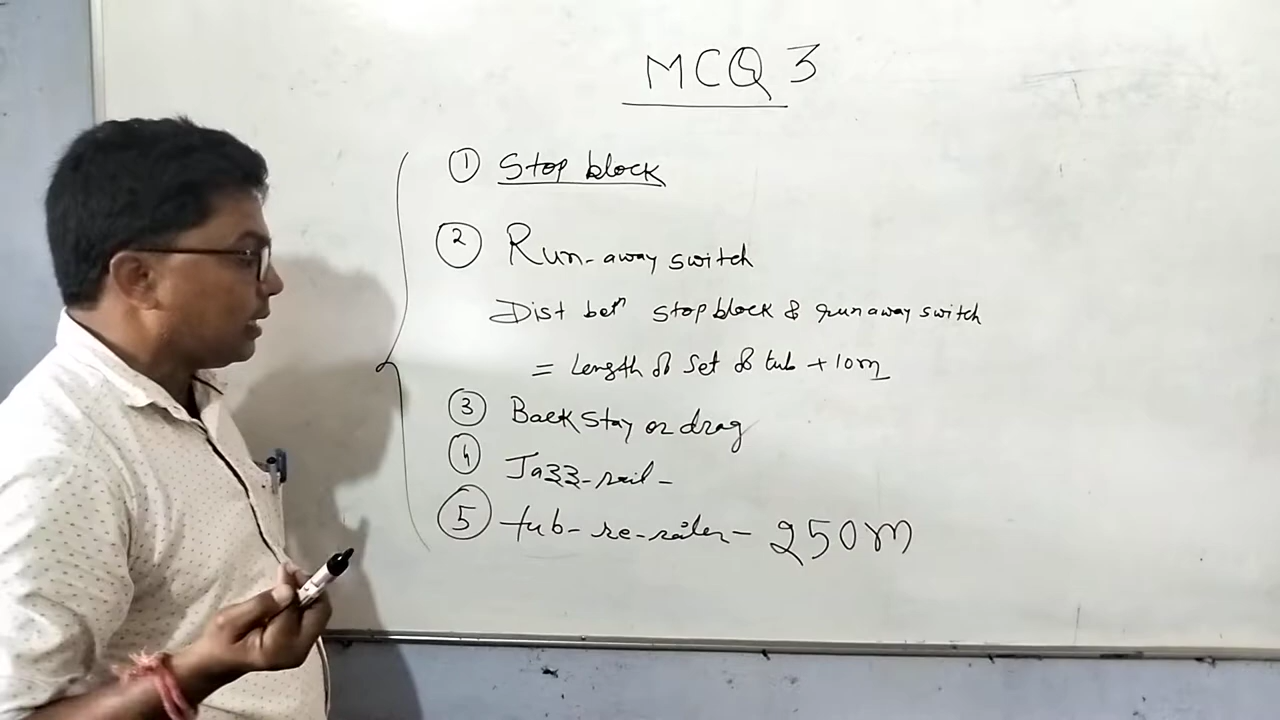 MCQ 3
① Stop block
② Run-away switch
Dist betn stop block & runaway switch
= Length of set of tub + 10m
③ Back stay or drag
④ Jazz-rail -
⑤ tub-re-railer - 250m